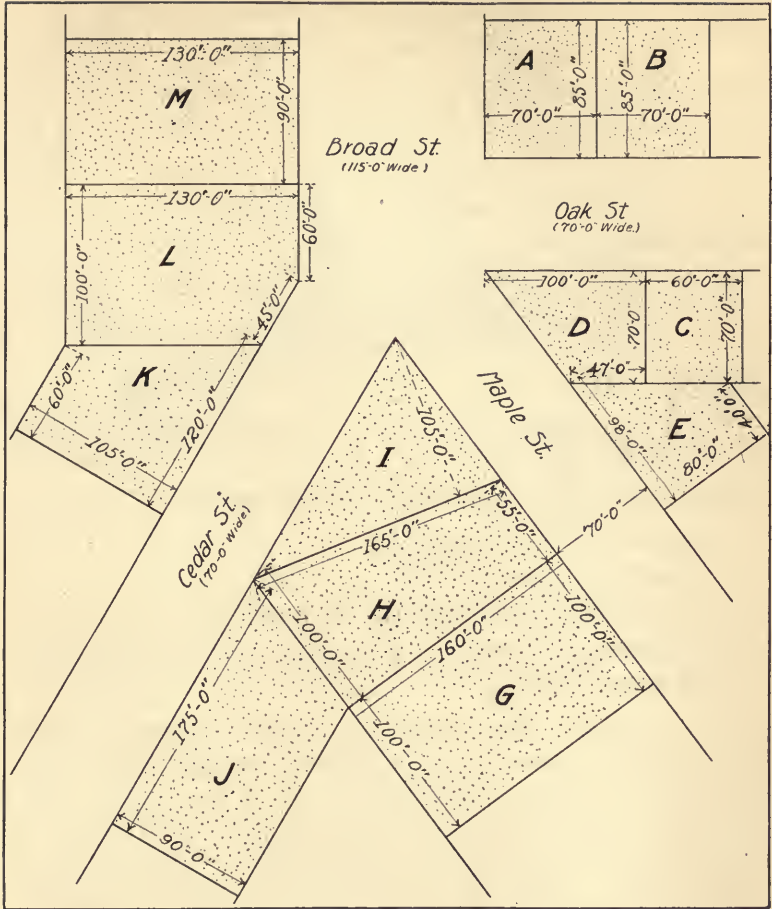 130'-0"
M
90'-0"
130'-0"
L
100'-0"
60'-0"
45'-0"
K
60'-0"
105'-0"
120'-0"
Broad St.
(115'-0" Wide)
A
85'-0"
70'-0"
B
85'-0"
70'-0"
Oak St
(70'-0" Wide.)
100'-0"
60'-0"
D
70'-0
C
70'-0"
47'-0"
E
98'-0"
40'0"
80'-0"
Maple St.
I
105'-0"
165'-0"
55'-0"
70'-0"
Cedar St.
(70'-0" Wide)
H
100'-0"
160'-0"
100'-0"
G
100'-0"
175'-0"
J
90'-0"